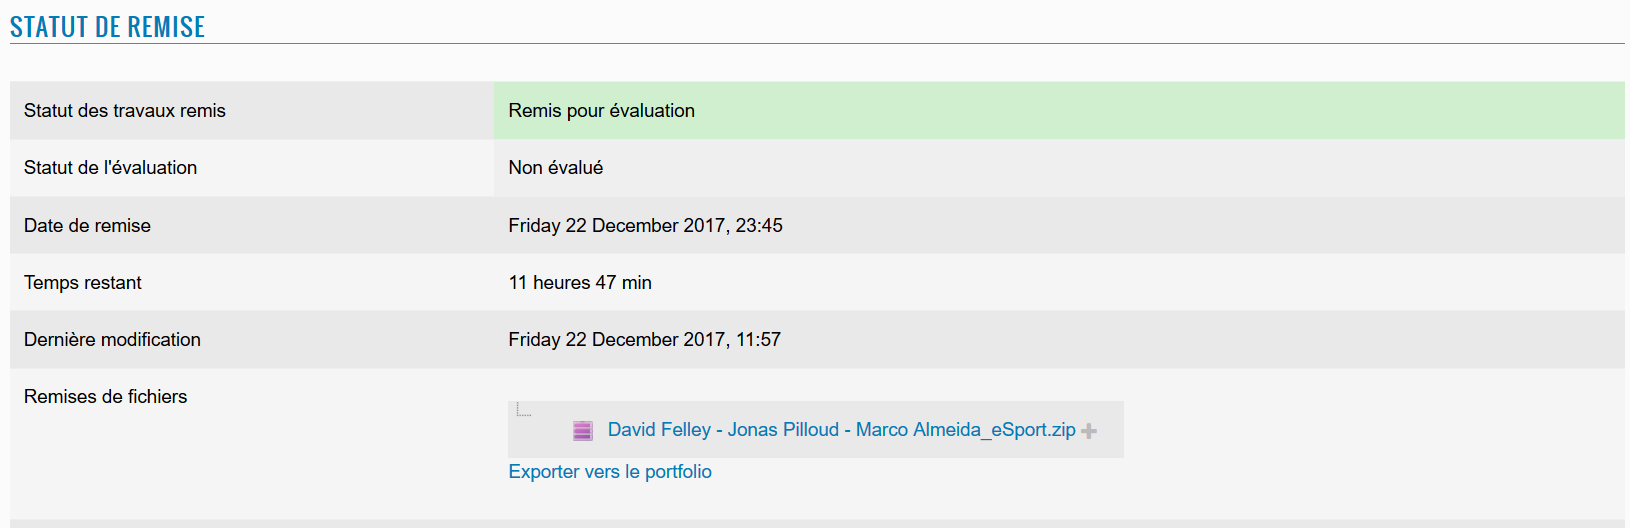 STATUT DE REMISE
Statut des travaux remis Remis pour évaluation
Statut de l'évaluation Non évalué
Date de remise Friday 22 December 2017, 23:45
Temps restant 11 heures 47 min
Dernière modification Friday 22 December 2017, 11:57
Remises de fichiers
David Felley - Jonas Pilloud - Marco Almeida_eSport.zip
Exporter vers le portfolio